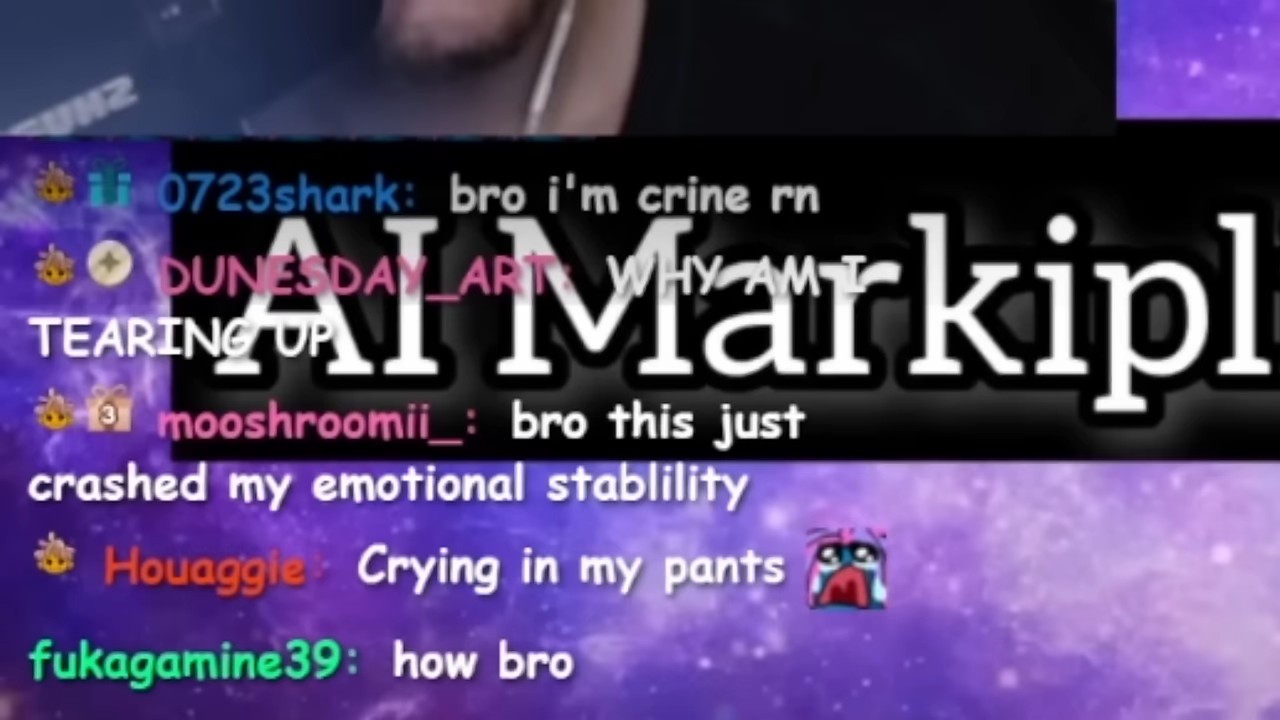 0723shark: bro i'm crine rn
DUNESDAY_ART: WHY AM I
TEARING UP
AI Markipl
3
mooshroomii_: bro this just
crashed my emotional stablility
Houaggie: Crying in my pants
fukagamine39: how bro